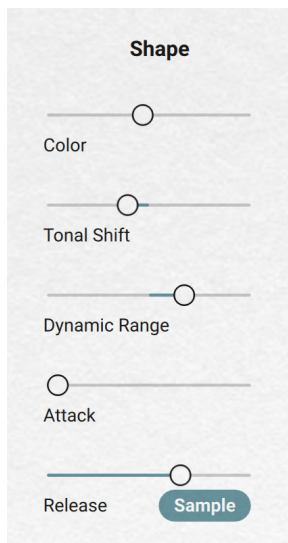 Shape
Color
Tonal Shift
Dynamic Range
Attack
Release
Sample